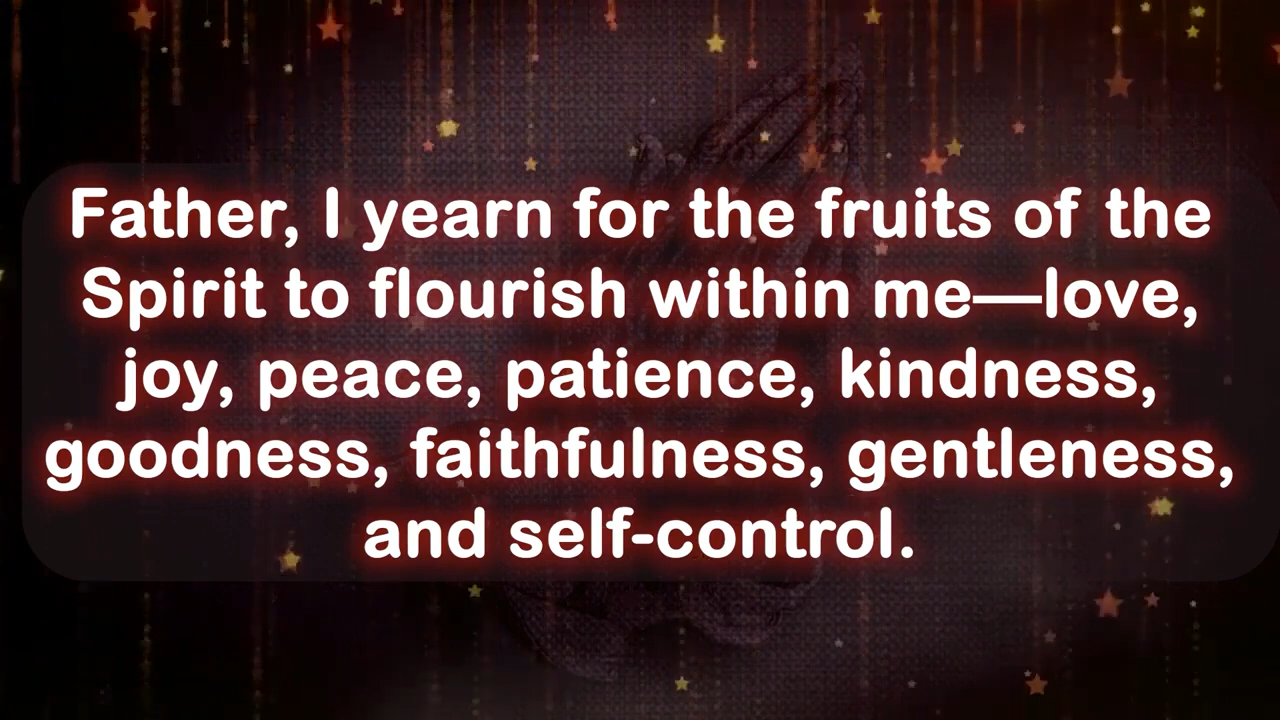 Father, I yearn for the fruits of the
Spirit to flourish within me—love,
joy, peace, patience, kindness,
goodness, faithfulness, gentleness,
and self-control.